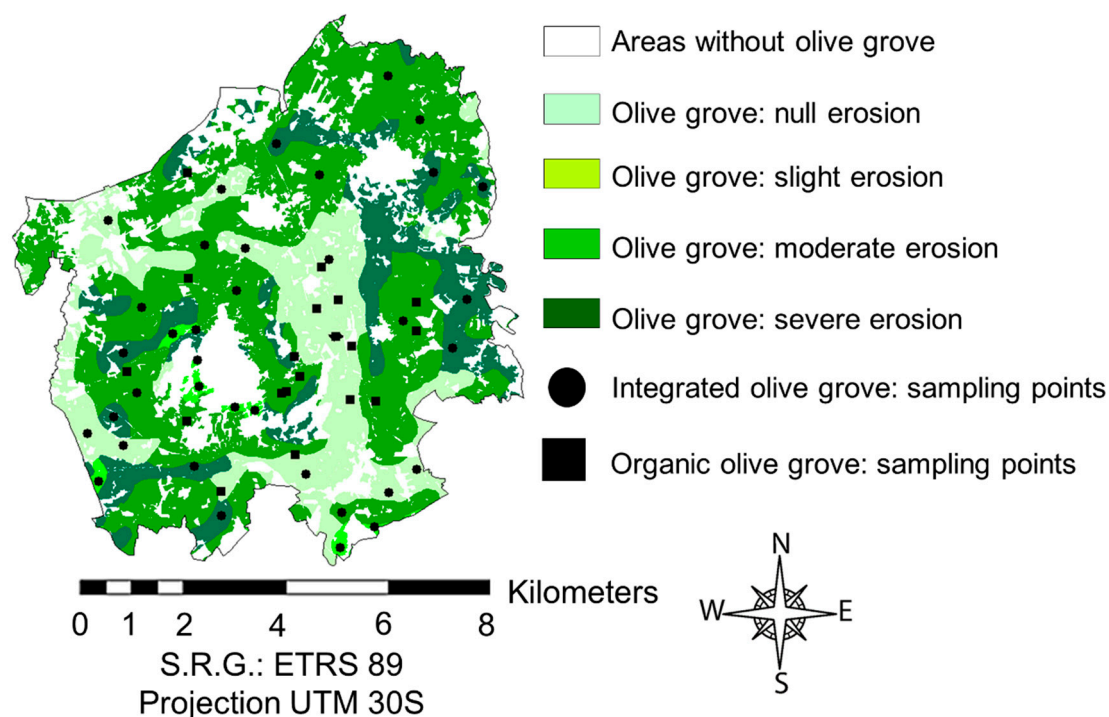 Areas without olive grove
Olive grove: null erosion
Olive grove: slight erosion
Olive grove: moderate erosion
Olive grove: severe erosion
Integrated olive grove: sampling points
Organic olive grove: sampling points
Kilometers
0 1 2 4 6 8
S.R.G.: ETRS 89
Projection UTM 30S
N
W E
S